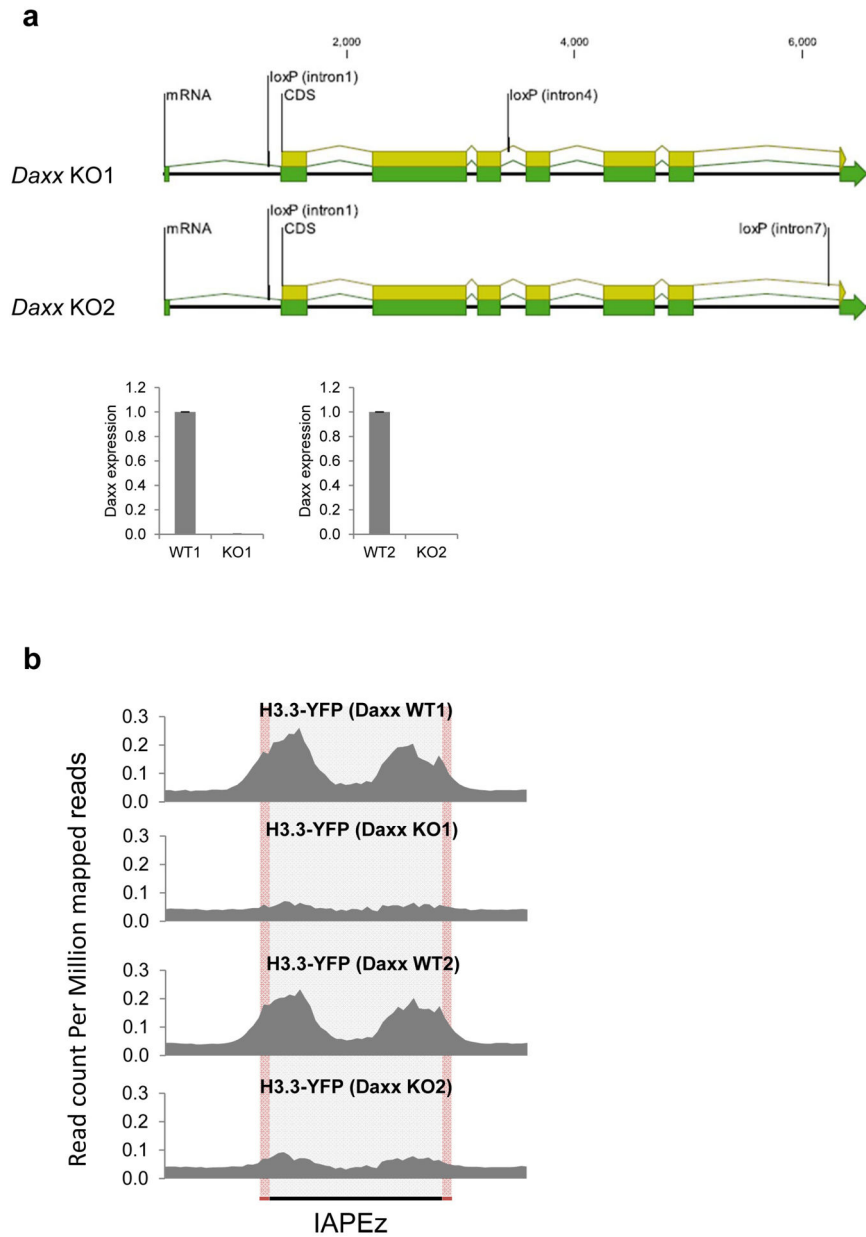 a
2,000 4,000 6,000
loxP (intron1)
mRNA CDS loxP (intron4)
Daxx KO1
loxP (intron1)
mRNA CDS loxP (intron7)
Daxx KO2
Daxx expression
1.2
1.0
0.8
0.6
0.4
0.2
0.0
WT1 KO1
Daxx expression
1.2
1.0
0.8
0.6
0.4
0.2
0.0
WT2 KO2
b
Read count Per Million mapped reads
H3.3-YFP (Daxx WT1)
0.3
0.2
0.1
0.0
H3.3-YFP (Daxx KO1)
0.3
0.2
0.1
0.0
H3.3-YFP (Daxx WT2)
0.3
0.2
0.1
0.0
H3.3-YFP (Daxx KO2)
0.3
0.2
0.1
0.0
IAPEz